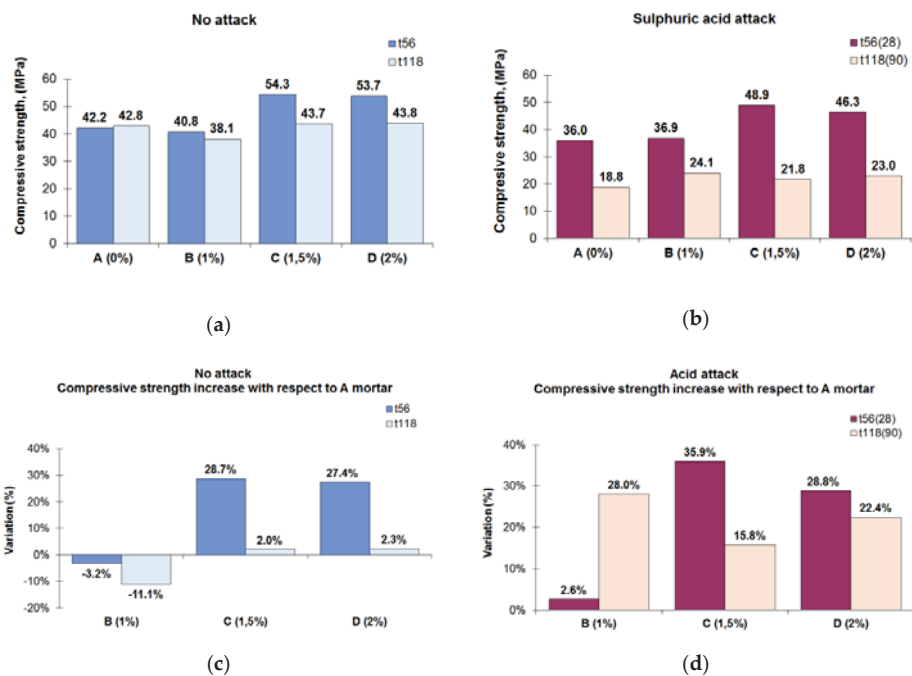 No attack
t56
t118
Compressive strength, (MPa)
60
50
40
30
20
10
0
42.2
42.8
40.8
38.1
54.3
43.7
53.7
43.8
A (0%)
B (1%)
C (1,5%)
D (2%)
(a)
Sulphuric acid attack
t56(28)
t118(90)
Compresive strength, (MPa)
60
50
40
30
20
10
0
36.0
18.8
36.9
24.1
48.9
21.8
46.3
23.0
A (0%)
B (1%)
C (1,5%)
D (2%)
(b)
No attack
Compressive strength increase with respect to A mortar
t56
t118
Variation (%)
40%
30%
20%
10%
0%
-10%
-20%
-3.2%
-11.1%
28.7%
2.0%
27.4%
2.3%
B (1%)
C (1,5%)
D (2%)
(c)
Acid attack
Compressive strength increase with respect to A mortar
t56(28)
t118(90)
Variation (%)
40%
30%
20%
10%
0%
2.6%
28.0%
35.9%
15.8%
28.8%
22.4%
B (1%)
C (1,5%)
D (2%)
(d)